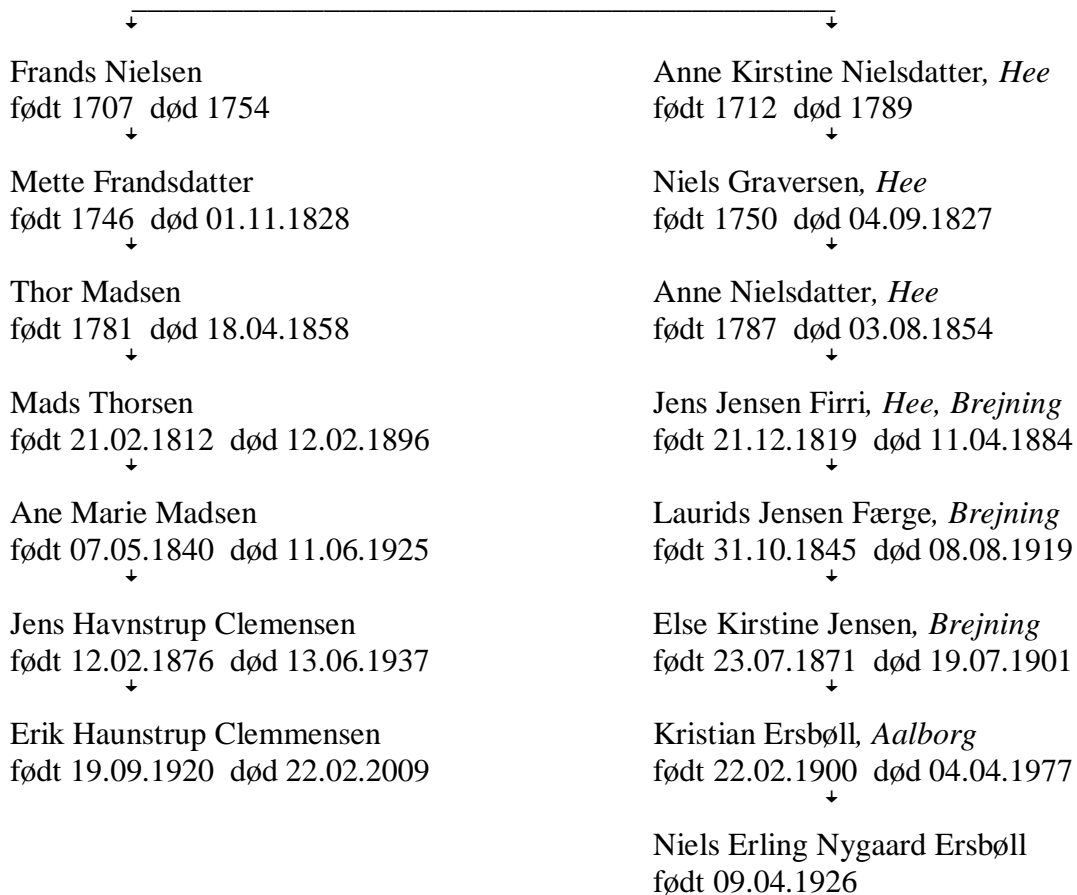 Frands Nielsen
født 1707 død 1754
Mette Frandsdatter
født 1746 død 01.11.1828
Thor Madsen
født 1781 død 18.04.1858
Mads Thorsen
født 21.02.1812 død 12.02.1896
Ane Marie Madsen
født 07.05.1840 død 11.06.1925
Jens Havnstrup Clemensen
født 12.02.1876 død 13.06.1937
Erik Haunstrup Clemmensen
født 19.09.1920 død 22.02.2009
Anne Kirstine Nielsdatter, Hee
født 1712 død 1789
Niels Graversen, Hee
født 1750 død 04.09.1827
Anne Nielsdatter, Hee
født 1787 død 03.08.1854
Jens Jensen Firri, Hee, Brejning
født 21.12.1819 død 11.04.1884
Laurids Jensen Færge, Brejning
født 31.10.1845 død 08.08.1919
Else Kirstine Jensen, Brejning
født 23.07.1871 død 19.07.1901
Kristian Ersbøll, Aalborg
født 22.02.1900 død 04.04.1977
Niels Erling Nygaard Ersbøll
født 09.04.1926